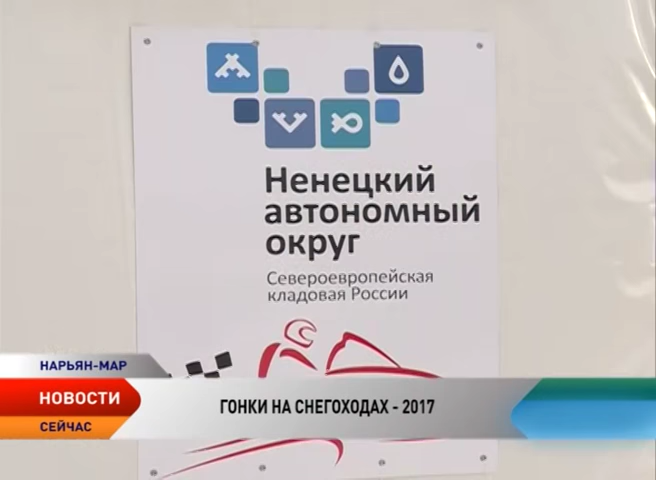 Ненецкий
автономный
округ
Североевропейская
кладовая России
НАРЬЯН-МАР
НОВОСТИ
СЕЙЧАС
ГОНКИ НА СНЕГОХОДАХ - 2017